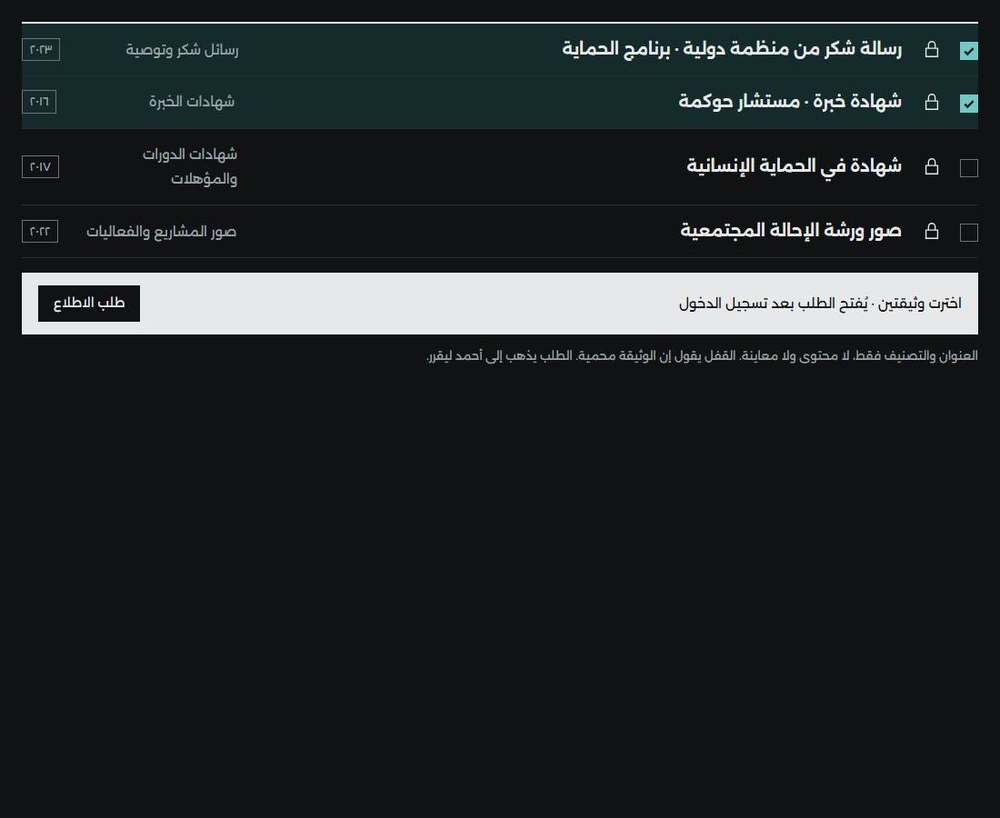 رسالة شكر من منظمة دولية · برنامج الحماية
رسائل شكر وتوصية
٢٠٢٣
شهادة خبرة · مستشار حوكمة
شهادات الخبرة
٢٠١٦
شهادة في الحماية الإنسانية
شهادات الدورات
والمؤهلات
٢٠١٧
صور ورشة الإحالة المجتمعية
صور المشاريع والفعاليات
٢٠٢٢
اخترت وثيقتين · يُفتح الطلب بعد تسجيل الدخول
طلب الاطلاع
العنوان والتصنيف فقط، لا محتوى ولا معاينة. القفل يقول إن الوثيقة محمية. الطلب يذهب إلى أحمد ليقرر.